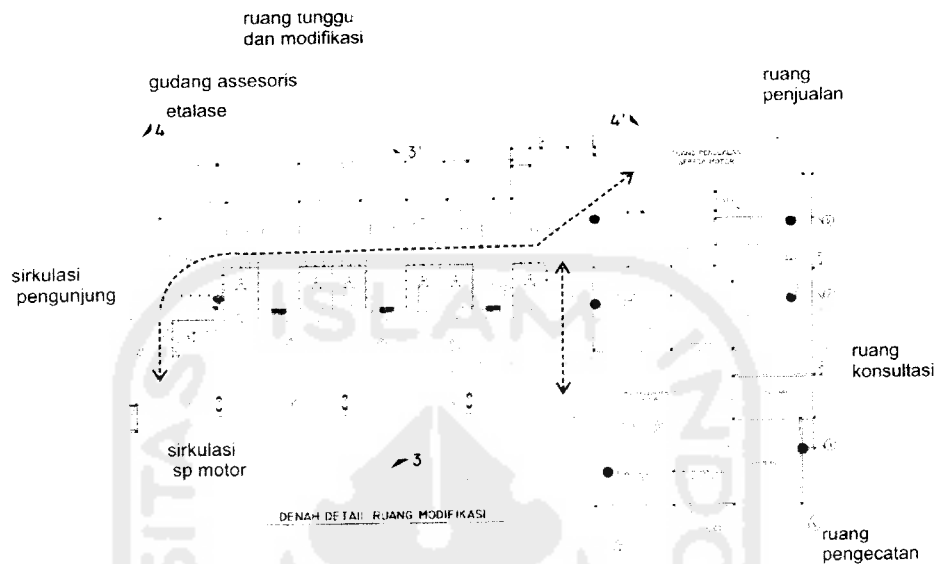 ruang tunggu
dan modifikasi
gudang assesoris
etalase
ruang
penjualan
4
4'
3'
sirkulasi
pengunjung
ISLAM
ruang
konsultasi
sirkulasi
sp motor
3
DENAH DETAIL RUANG MODIFIKASI
ruang
pengecatan